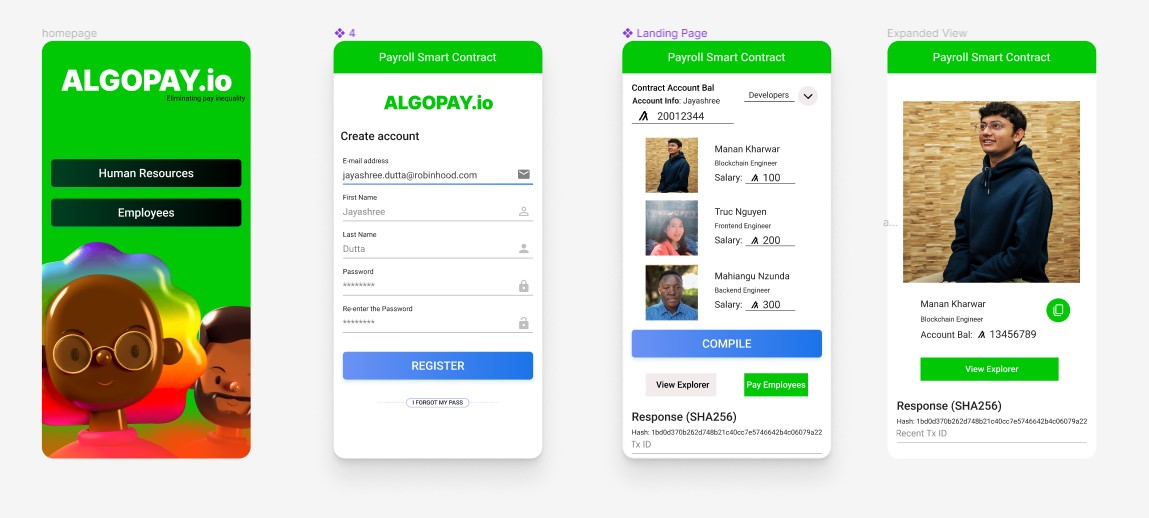 homepage
ALGOPAY.io
Eliminating pay inequality
Human Resources
Employees
4
Payroll Smart Contract
ALGOPAY.io
Create account
E-mail address
jayashree.dutta@robinhood.com
First Name
Jayashree
Last Name
Dutta
Password
********
Re-enter the Password
********
REGISTER
I FORGOT MY PASS
Landing Page
Payroll Smart Contract
Contract Account Bal
Account Info: Jayashree
20012344
Developers
Manan Kharwar
Blockchain Engineer
Salary: 100
Truc Nguyen
Frontend Engineer
Salary: 200
Mahiangu Nzunda
Backend Engineer
Salary: 300
COMPILE
View Explorer
Pay Employees
Response (SHA256)
Hash: 1bd0d370b262d748b21c40cc7e5746642b4c06079a22
Tx ID
a...
Expanded View
Payroll Smart Contract
Manan Kharwar
Blockchain Engineer
Account Bal: 13456789
View Explorer
Response (SHA256)
Hash: 1bd0d370b262d748b21c40cc7e5746642b4c06079a22
Recent Tx ID